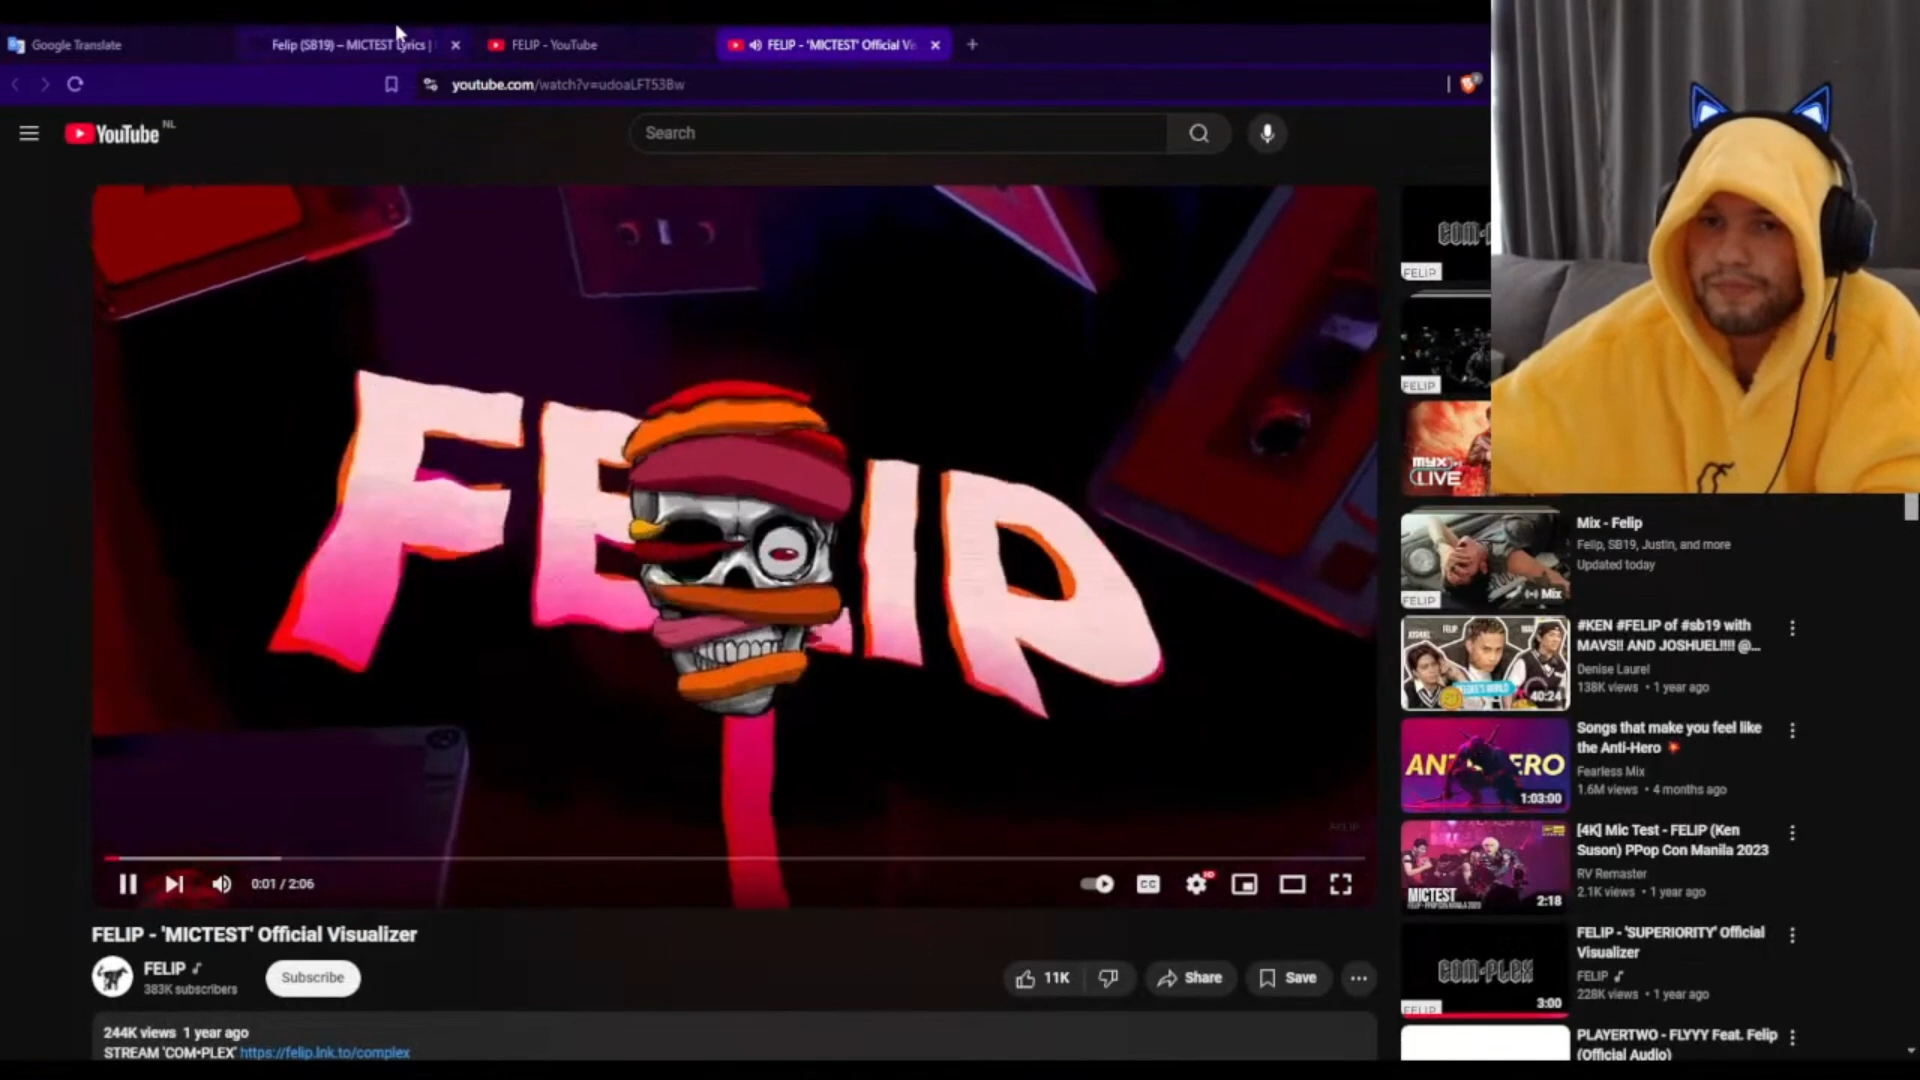 Google Translate
Felip (SB19) – MICTEST Lyrics |
FELIP - YouTube
FELIP - 'MICTEST' Official Vi
youtube.com/watch?v=udoaLFT53Bw
YouTube NL
Search
FELIP
FELIP
FELIP
myx
LIVE
FELIP
Mix
Mix - Felip
Felip, SB19, Justin, and more
Updated today
40:24
#KEN #FELIP of #sb19 with
MAVS!! AND JOSHUEL!!!! @...
Denise Laurel
138K views • 1 year ago
1:03:00
Songs that make you feel like
the Anti-Hero
Fearless Mix
1.6M views • 4 months ago
MICTEST
2:18
[4K] Mic Test - FELIP (Ken
Suson) PPop Con Manila 2023
RV Remaster
2.1K views • 1 year ago
COM•PLEX
FELIP
3:00
FELIP - 'SUPERIORITY' Official
Visualizer
FELIP
228K views • 1 year ago
PLAYERTWO - FLYYY Feat. Felip
(Official Audio)
FELIP
0:01 / 2:06
CC
HD
FELIP - 'MICTEST' Official Visualizer
FELIP
383K subscribers
Subscribe
11K
Share
Save
244K views 1 year ago
STREAM 'COM•PLEX' https://felip.lnk.to/complex